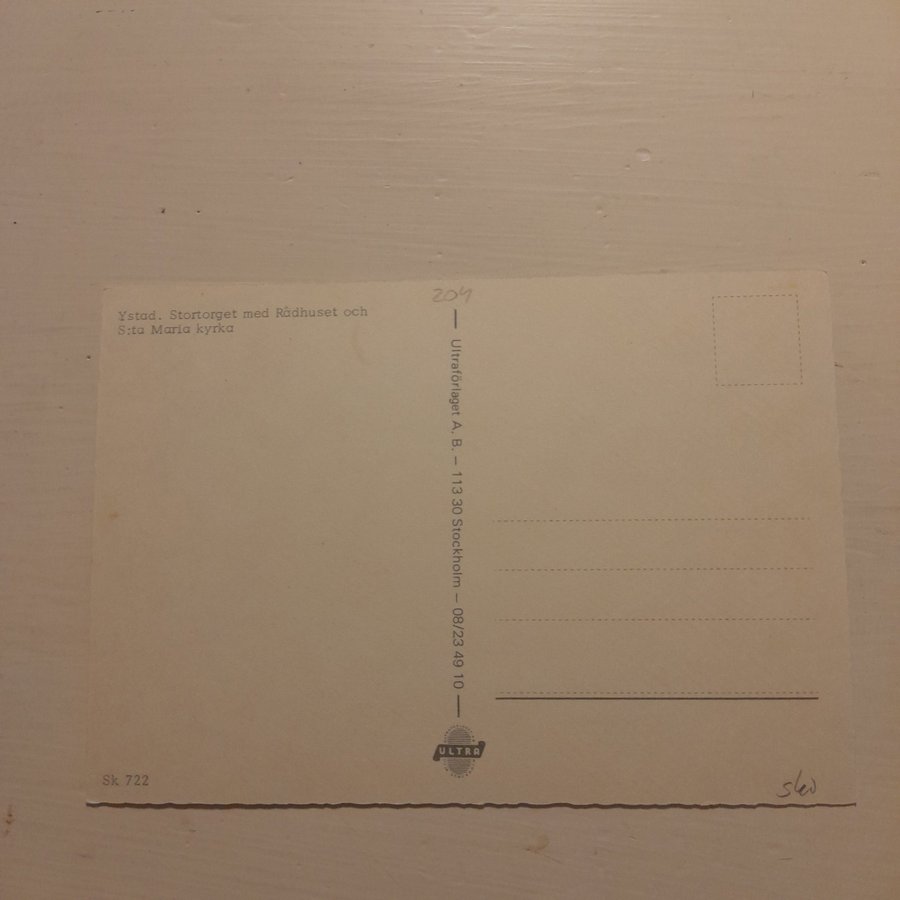 Ystad. Stortorget med Rådhuset och
S:ta Maria kyrka
204
Ultraförlaget A. B. – 113 30 Stockholm – 08/23 49 10
ULTRA
Sk 722